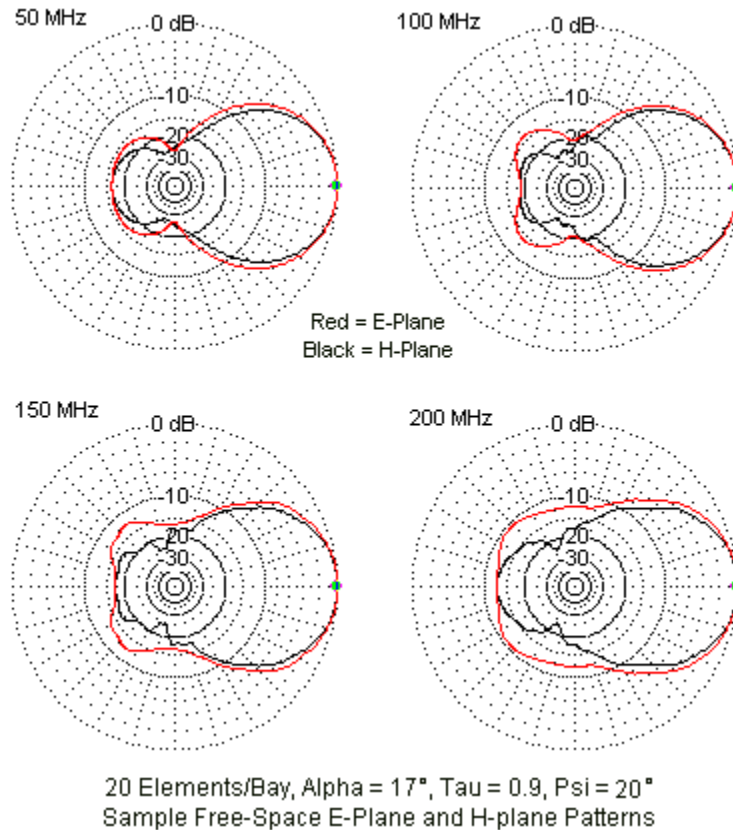 50 MHz
0 dB
-10
-20
-30
100 MHz
0 dB
-10
-20
-30
Red = E-Plane
Black = H-Plane
150 MHz
0 dB
-10
-20
-30
200 MHz
0 dB
-10
-20
-30
20 Elements/Bay, Alpha = 17°, Tau = 0.9, Psi = 20°
Sample Free-Space E-Plane and H-plane Patterns